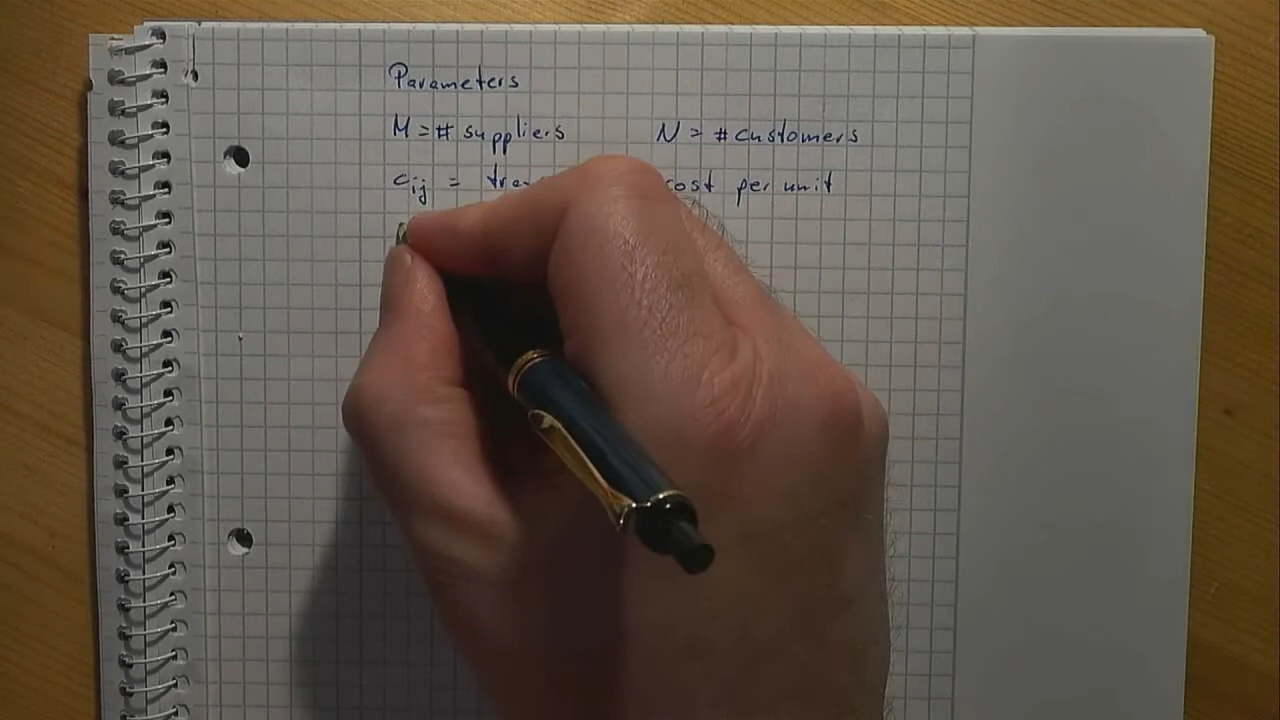 Parameters
M = # suppliers N = # customers
cij = cost per unit